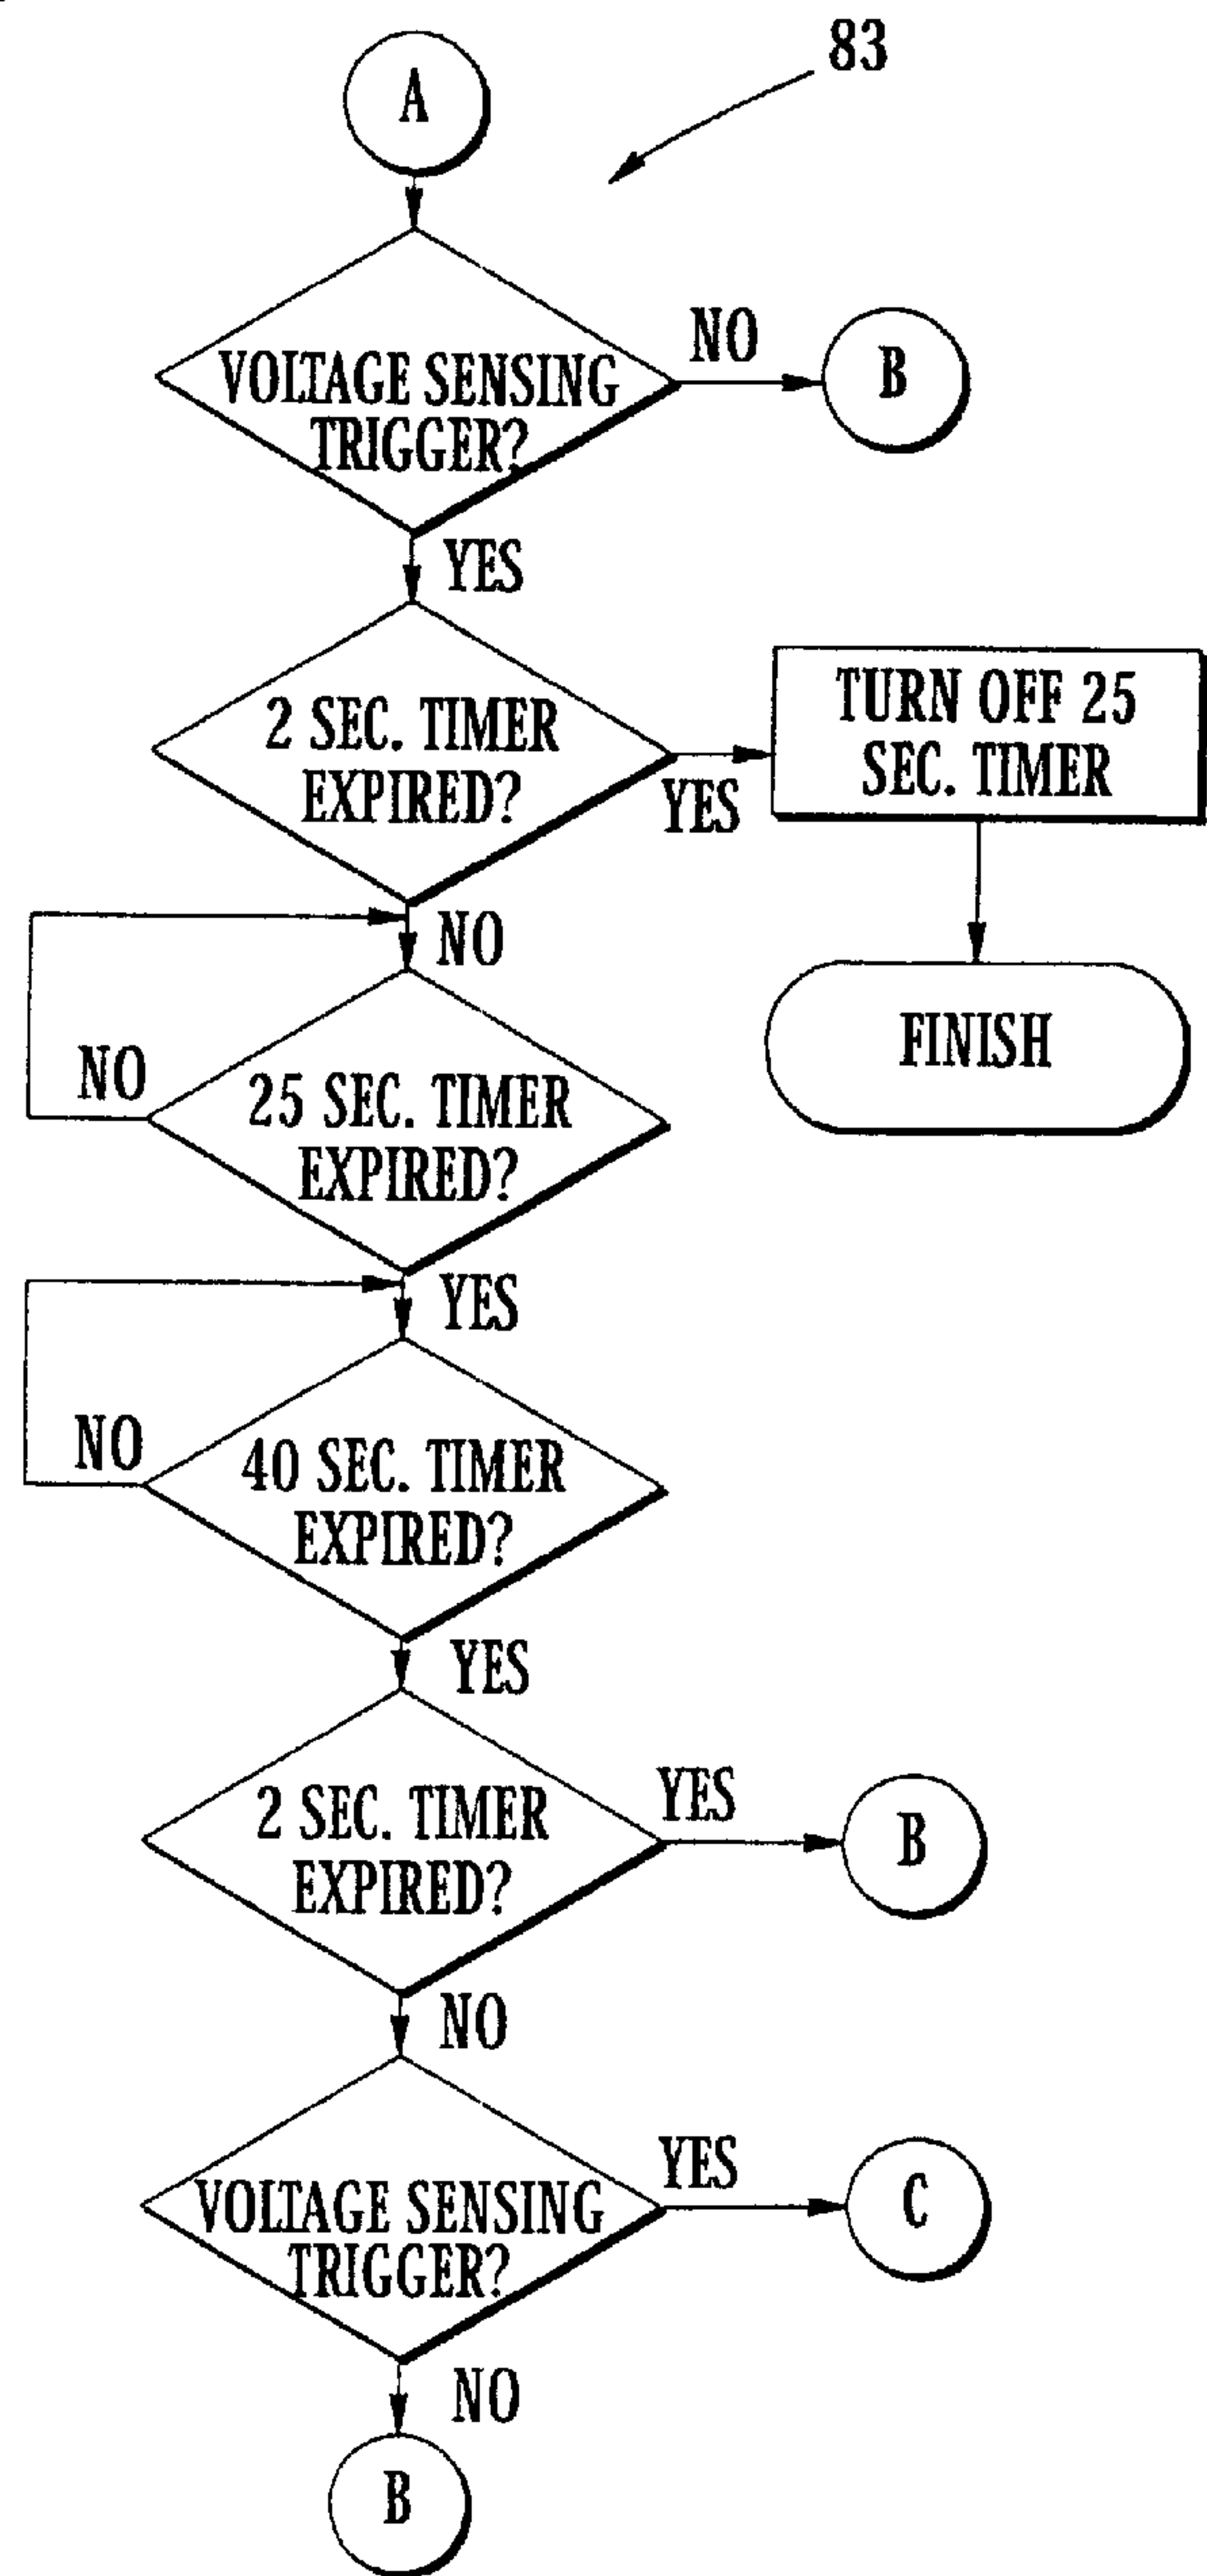 83
A
VOLTAGE SENSING
TRIGGER?
NO
B
YES
2 SEC. TIMER
EXPIRED?
YES
TURN OFF 25
SEC. TIMER
FINISH
NO
25 SEC. TIMER
EXPIRED?
NO
YES
40 SEC. TIMER
EXPIRED?
NO
YES
2 SEC. TIMER
EXPIRED?
YES
B
NO
VOLTAGE SENSING
TRIGGER?
YES
C
NO
B